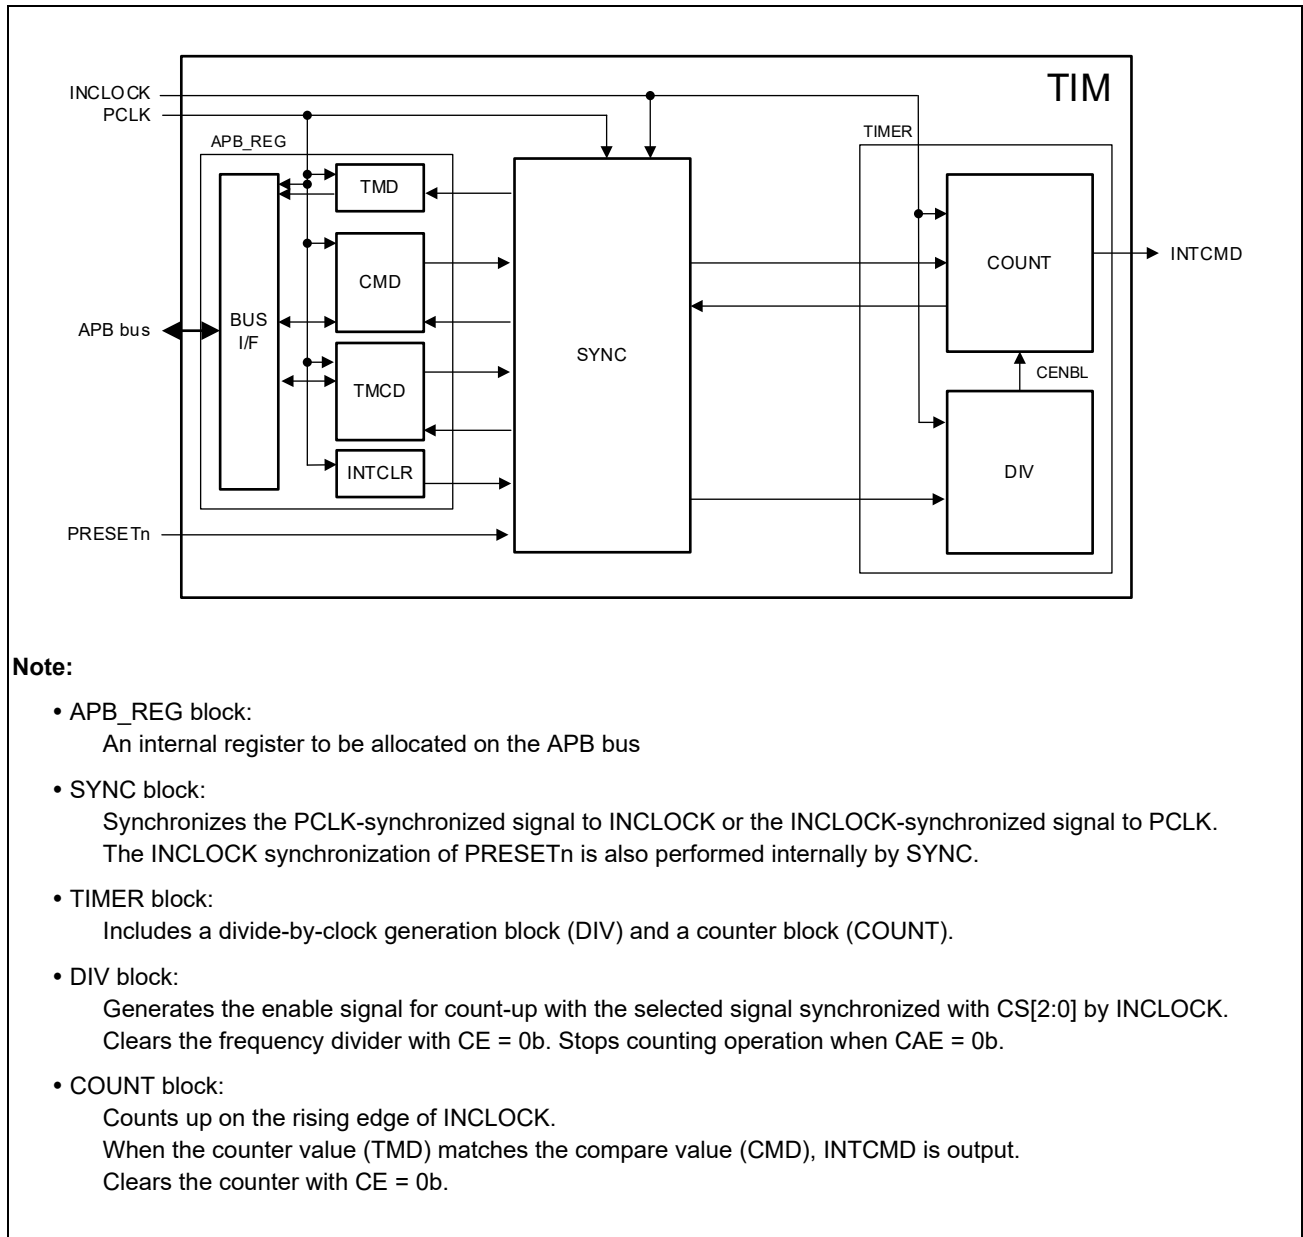 TIM
INCLOCK
PCLK
APB_REG
TIMER
TMD
CMD
COUNT
INTCMD
BUS
I/F
APB bus
SYNC
CENBL
TMCD
INTCLR
DIV
PRESETn
Note:
• APB_REG block:
An internal register to be allocated on the APB bus
• SYNC block:
Synchronizes the PCLK-synchronized signal to INCLOCK or the INCLOCK-synchronized signal to PCLK.
The INCLOCK synchronization of PRESETn is also performed internally by SYNC.
• TIMER block:
Includes a divide-by-clock generation block (DIV) and a counter block (COUNT).
• DIV block:
Generates the enable signal for count-up with the selected signal synchronized with CS[2:0] by INCLOCK.
Clears the frequency divider with CE = 0b. Stops counting operation when CAE = 0b.
• COUNT block:
Counts up on the rising edge of INCLOCK.
When the counter value (TMD) matches the compare value (CMD), INTCMD is output.
Clears the counter with CE = 0b.